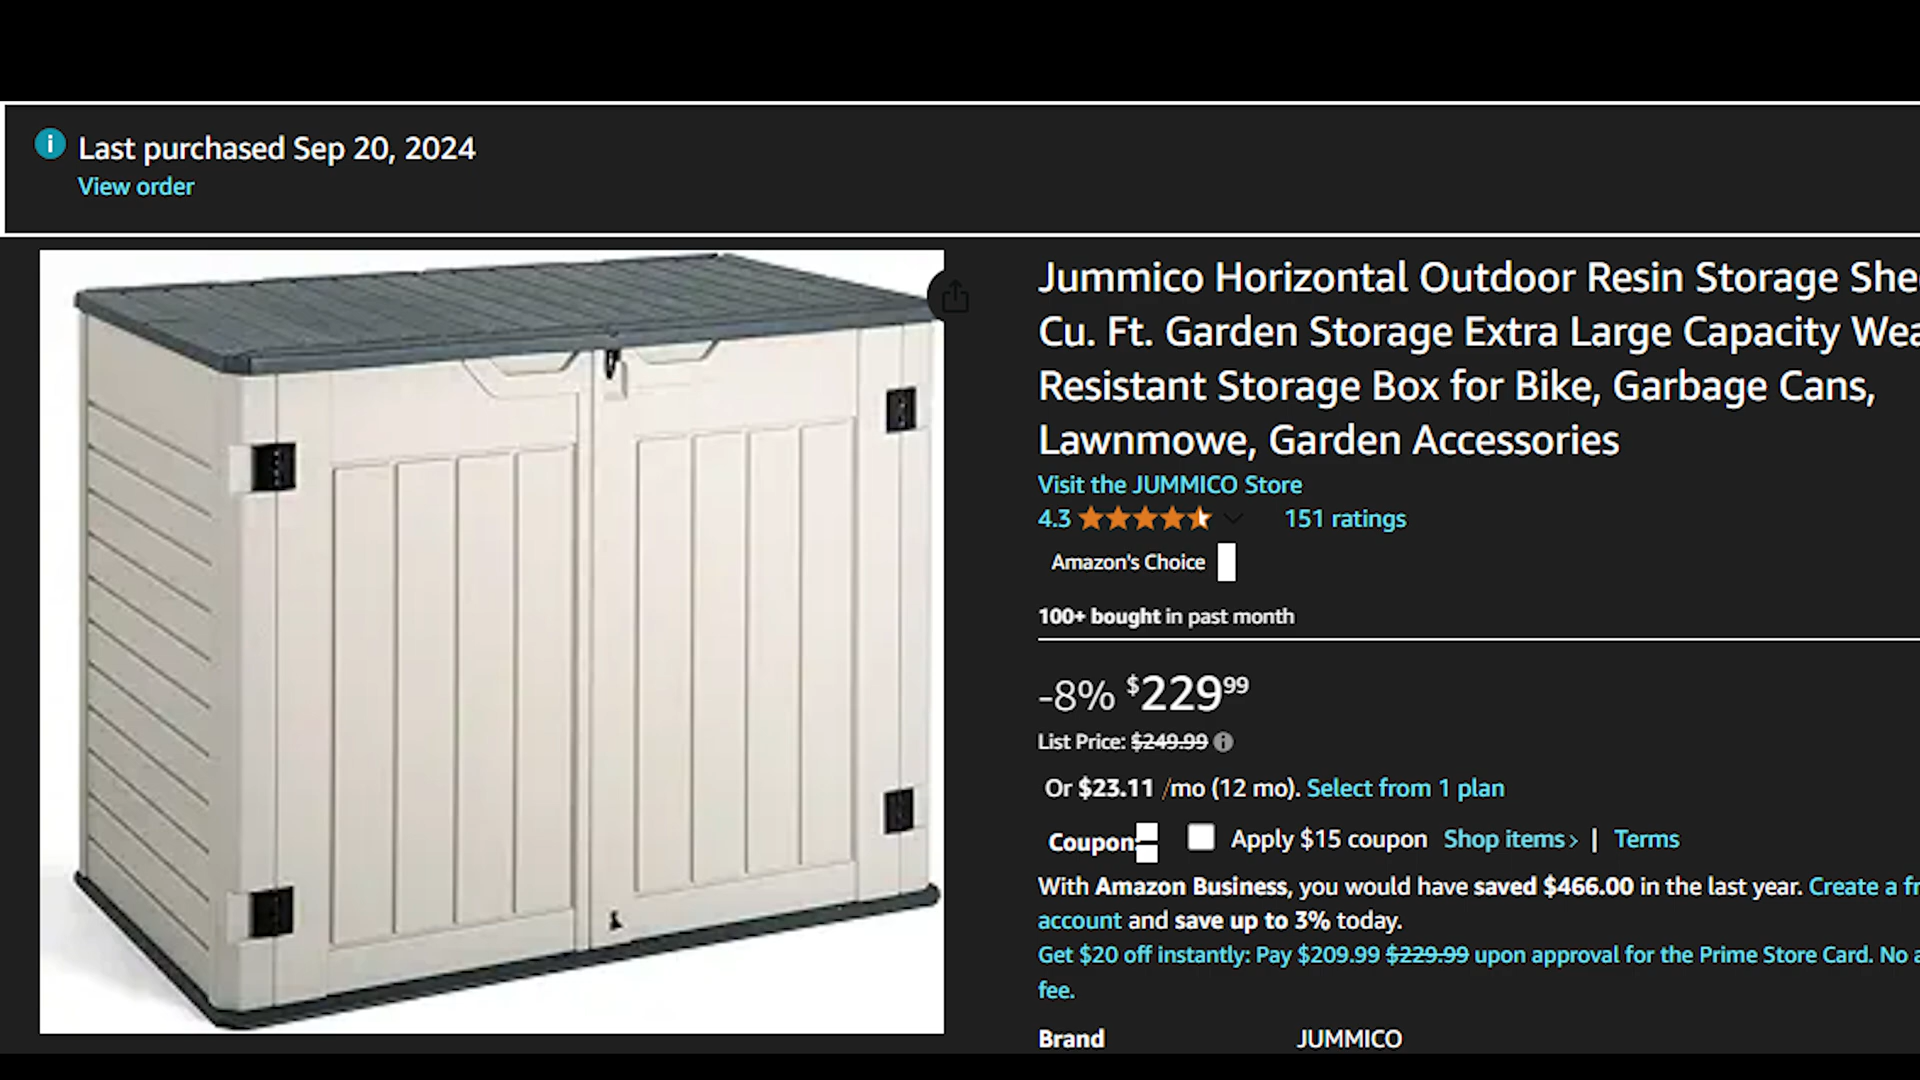 Last purchased Sep 20, 2024
View order
Jummico Horizontal Outdoor Resin Storage
Cu. Ft. Garden Storage Extra Large Capacity
Resistant Storage Box for Bike, Garbage Cans,
Lawnmowe, Garden Accessories
Visit the JUMMICO Store
4.3 151 ratings
Amazon's Choice
100+ bought in past month
-8% $229.99
List Price: $249.99
Or $23.11 /mo (12 mo). Select from 1 plan
Coupon: Apply $15 coupon Shop items > | Terms
With Amazon Business, you would have saved $466.00 in the last year. Create a
account and save up to 3% today.
Get $20 off instantly: Pay $209.99 $229.99 upon approval for the Prime Store Card. No
fee.
Brand JUMMICO